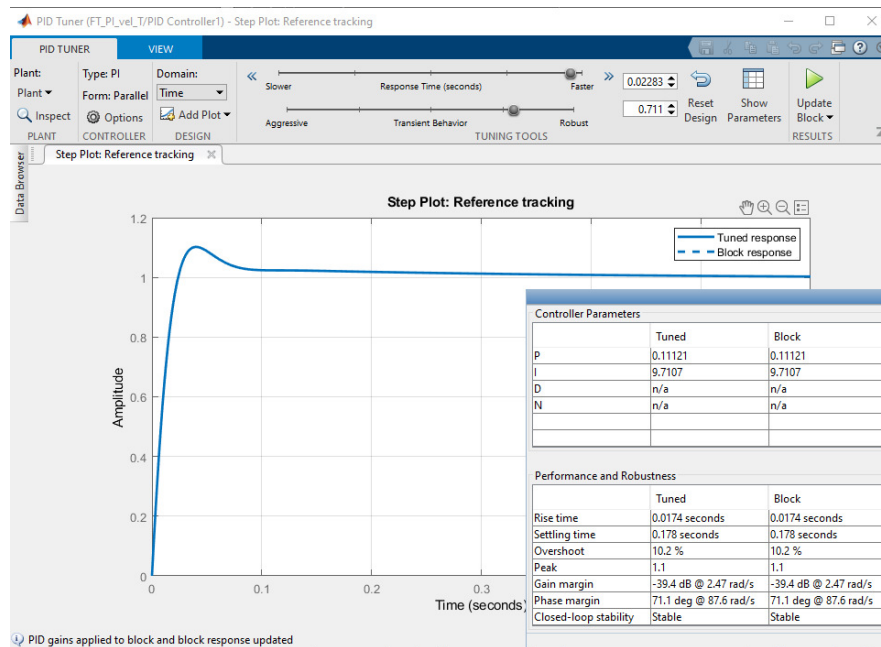 PID Tuner (FT_PI_vel_T/PID Controller1) - Step Plot: Reference tracking
PID TUNER VIEW
Plant: Type: PI Domain:
Plant Form: Parallel Time
Slower Response Time (seconds) Faster 0.02283
Inspect Options Add Plot
Aggressive Transient Behavior Robust 0.711
Reset Design Show Parameters Update Block
PLANT CONTROLLER DESIGN TUNING TOOLS RESULTS
Data Browser
Step Plot: Reference tracking
Step Plot: Reference tracking
Tuned response
Block response
1.2
1
0.8
0.6
0.4
0.2
0
Amplitude
0 0.1 0.2 0.3
Time (seconds)
Controller Parameters
Tuned Block
P 0.11121 0.11121
I 9.7107 9.7107
D n/a n/a
N n/a n/a
Performance and Robustness
Tuned Block
Rise time 0.0174 seconds 0.0174 seconds
Settling time 0.178 seconds 0.178 seconds
Overshoot 10.2 % 10.2 %
Peak 1.1 1.1
Gain margin -39.4 dB @ 2.47 rad/s -39.4 dB @ 2.47 rad/s
Phase margin 71.1 deg @ 87.6 rad/s 71.1 deg @ 87.6 rad/s
Closed-loop stability Stable Stable
PID gains applied to block and block response updated